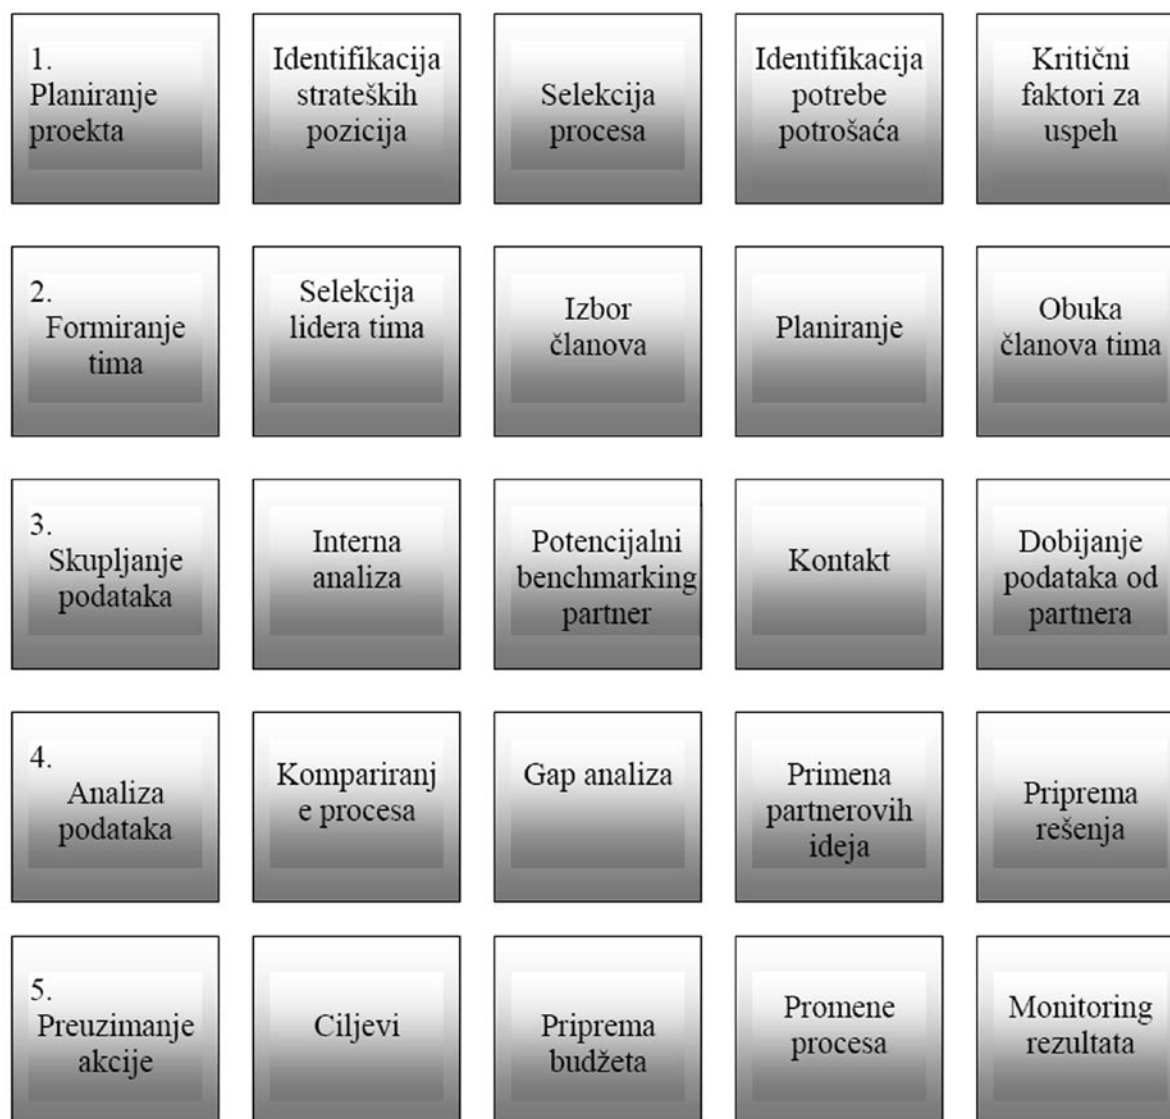 1.
Planiranje
proekta
Identifikacija
strateških
pozicija
Selekcija
procesa
Identifikacija
potrebe
potrošaća
Kritični
faktori za
uspeh
2.
Formiranje
tima
Selekcija
lidera tima
Izbor
članova
Planiranje
Obuka
članova tima
3.
Skupljanje
podataka
Interna
analiza
Potencijalni
benchmarking
partner
Kontakt
Dobijanje
podataka od
partnera
4.
Analiza
podataka
Kompariranj
e procesa
Gap analiza
Primena
partnerovih
ideja
Priprema
rešenja
5.
Preuzimanje
akcije
Ciljevi
Priprema
budžeta
Promene
procesa
Monitoring
rezultata